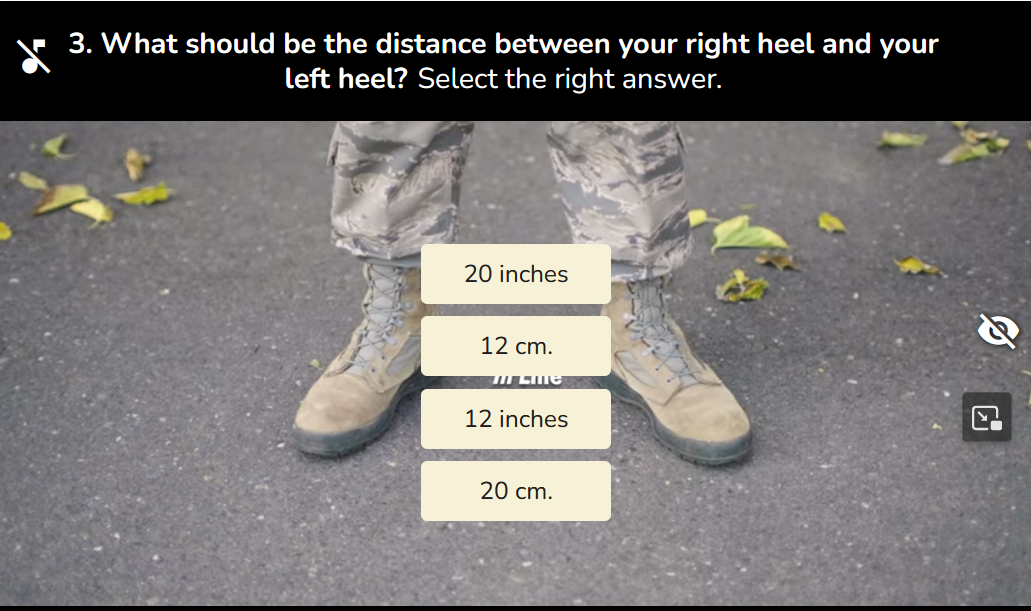 3. What should be the distance between your right heel and your
left heel? Select the right answer.
20 inches
12 cm.
12 inches
20 cm.